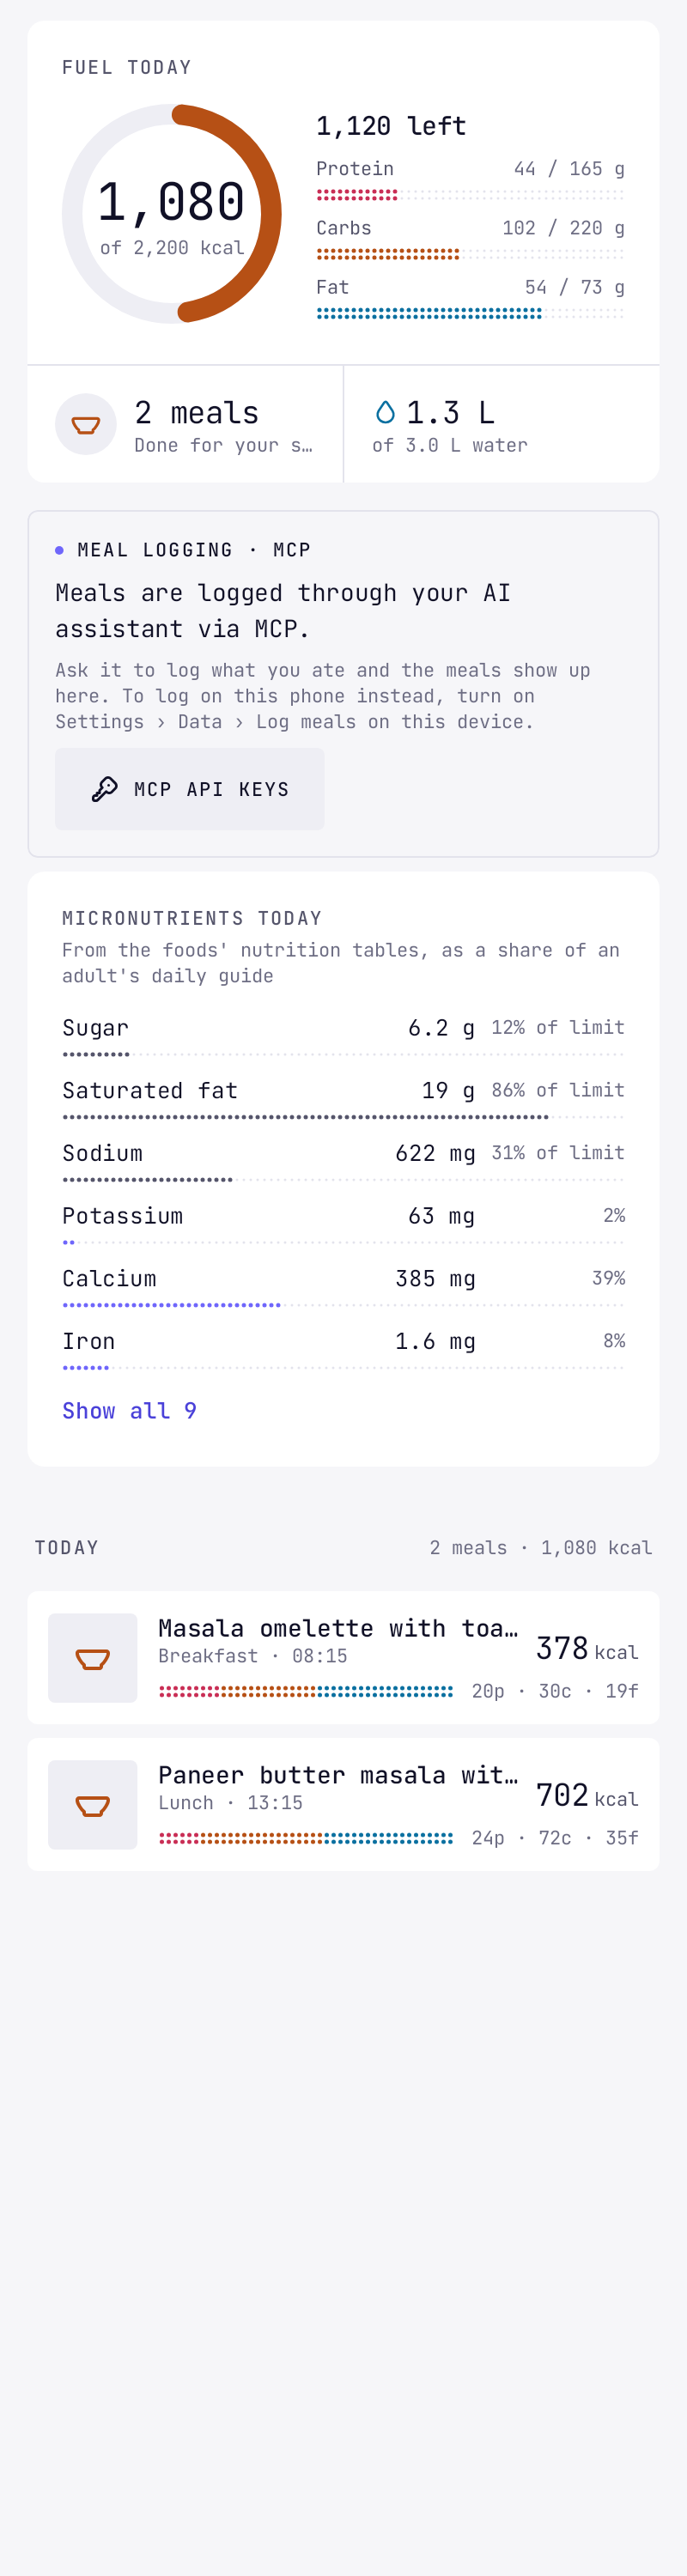 FUEL TODAY
1,080
of 2,200 kcal
1,120 left
Protein 44 / 165 g
Carbs 102 / 220 g
Fat 54 / 73 g
2 meals
Done for your s…
1.3 L
of 3.0 L water
MEAL LOGGING · MCP
Meals are logged through your AI
assistant via MCP.
Ask it to log what you ate and the meals show up
here. To log on this phone instead, turn on
Settings › Data › Log meals on this device.
MCP API KEYS
MICRONUTRIENTS TODAY
From the foods' nutrition tables, as a share of an
adult's daily guide
Sugar 6.2 g 12% of limit
Saturated fat 19 g 86% of limit
Sodium 622 mg 31% of limit
Potassium 63 mg 2%
Calcium 385 mg 39%
Iron 1.6 mg 8%
Show all 9
TODAY 2 meals · 1,080 kcal
Masala omelette with toa… 378 kcal
Breakfast · 08:15
20p · 30c · 19f
Paneer butter masala wit… 702 kcal
Lunch · 13:15
24p · 72c · 35f